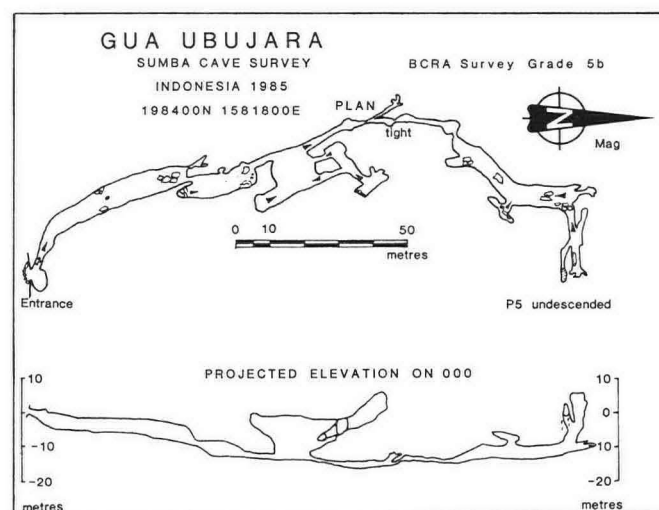 GUA UBUJARA
SUMBA CAVE SURVEY
INDONESIA 1985
198400N 1581800E
BCRA Survey Grade 5b
N
Mag
PLAN
tight
0 10 50
metres
Entrance
P5 undescended
PROJECTED ELEVATION ON 000
10 10
0 0
-10 -10
-20 -20
metres metres